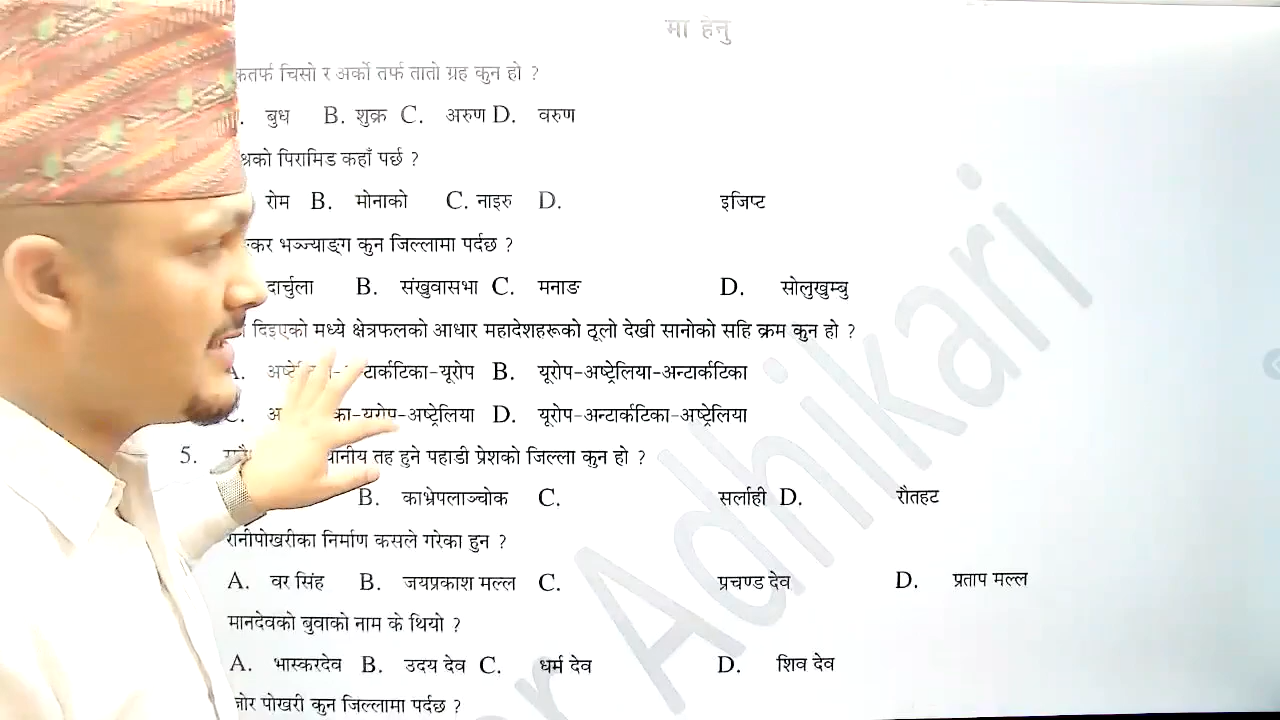 मा हेनु
कतर्फ चिसो र अर्को तर्फ तातो ग्रह कुन हो ?
बुध B. शुक्र C. अरुण D. वरुण
श्रको पिरामिड कहाँ पर्छ ?
रोम B. मोनाको C. नाइरु D. इजिप्ट
कर भञ्ज्याङ्ग कुन जिल्लामा पर्दछ ?
दार्चुला B. संखुवासभा C. मनाङ D. सोलुखुम्बु
दिइएको मध्ये क्षेत्रफलको आधार महादेशहरूको ठूलो देखी सानोको सहि क्रम कुन हो ?
टार्कटिका-यूरोप B. यूरोप-अष्ट्रेलिया-अन्टार्कटिका
का-युरोप-अष्ट्रेलिया D. यूरोप-अन्टार्कटिका-अष्ट्रेलिया
5. थानीय तह हुने पहाडी प्रेशको जिल्ला कुन हो ?
B. काभ्रेपलाञ्चोक C. सर्लाही D. रौतहट
रानीपोखरीका निर्माण कसले गरेका हुन ?
A. वर सिंह B. जयप्रकाश मल्ल C. प्रचण्ड देव D. प्रताप मल्ल
मानदेवको बुवाको नाम के थियो ?
A. भास्करदेव B. उदय देव C. धर्म देव D. शिव देव
जोर पोखरी कुन जिल्लामा पर्दछ ?
r Adhikari